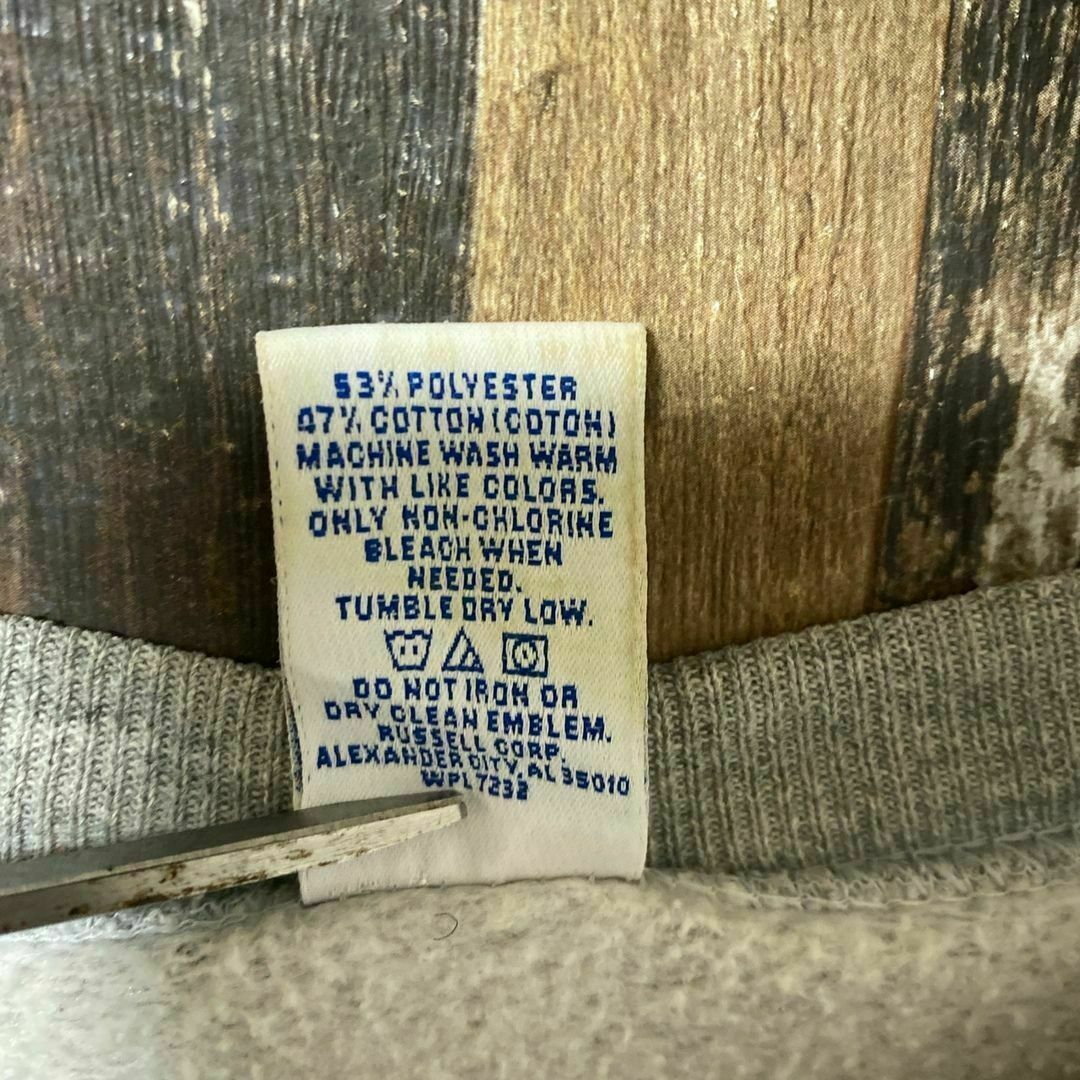 53% POLYESTER
47% COTTON (COTON)
MACHINE WASH WARM
WITH LIKE COLORS.
ONLY NON-CHLORINE
BLEACH WHEN
NEEDED.
TUMBLE DRY LOW.
DO NOT IRON OR
DRY CLEAN EMBLEM.
RUSSELL CORP.
ALEXANDER CITY, AL 35010
WPL7232